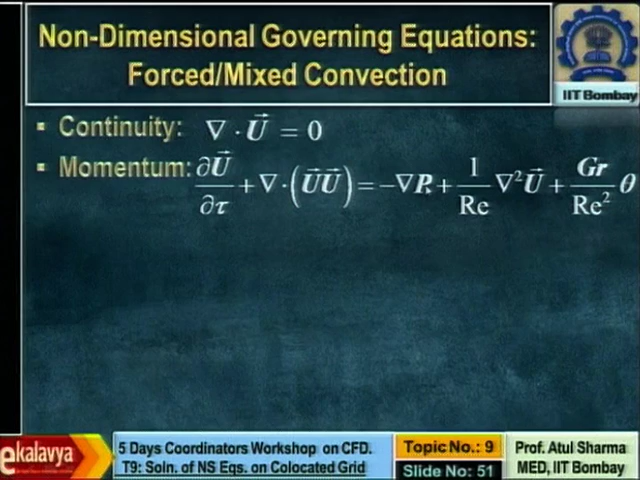 Non-Dimensional Governing Equations:
Forced/Mixed Convection
IIT Bombay
▪ Continuity: ∇ · U⃗ = 0
▪ Momentum: ∂U⃗/∂τ + ∇·(U⃗U⃗) = −∇P + 1/Re ∇²U⃗ + Gr/Re² θ
ekalavya
5 Days Coordinators Workshop on CFD.
T9: Soln. of NS Eqs. on Colocated Grid
Topic No.: 9
Slide No: 51
Prof. Atul Sharma
MED, IIT Bombay